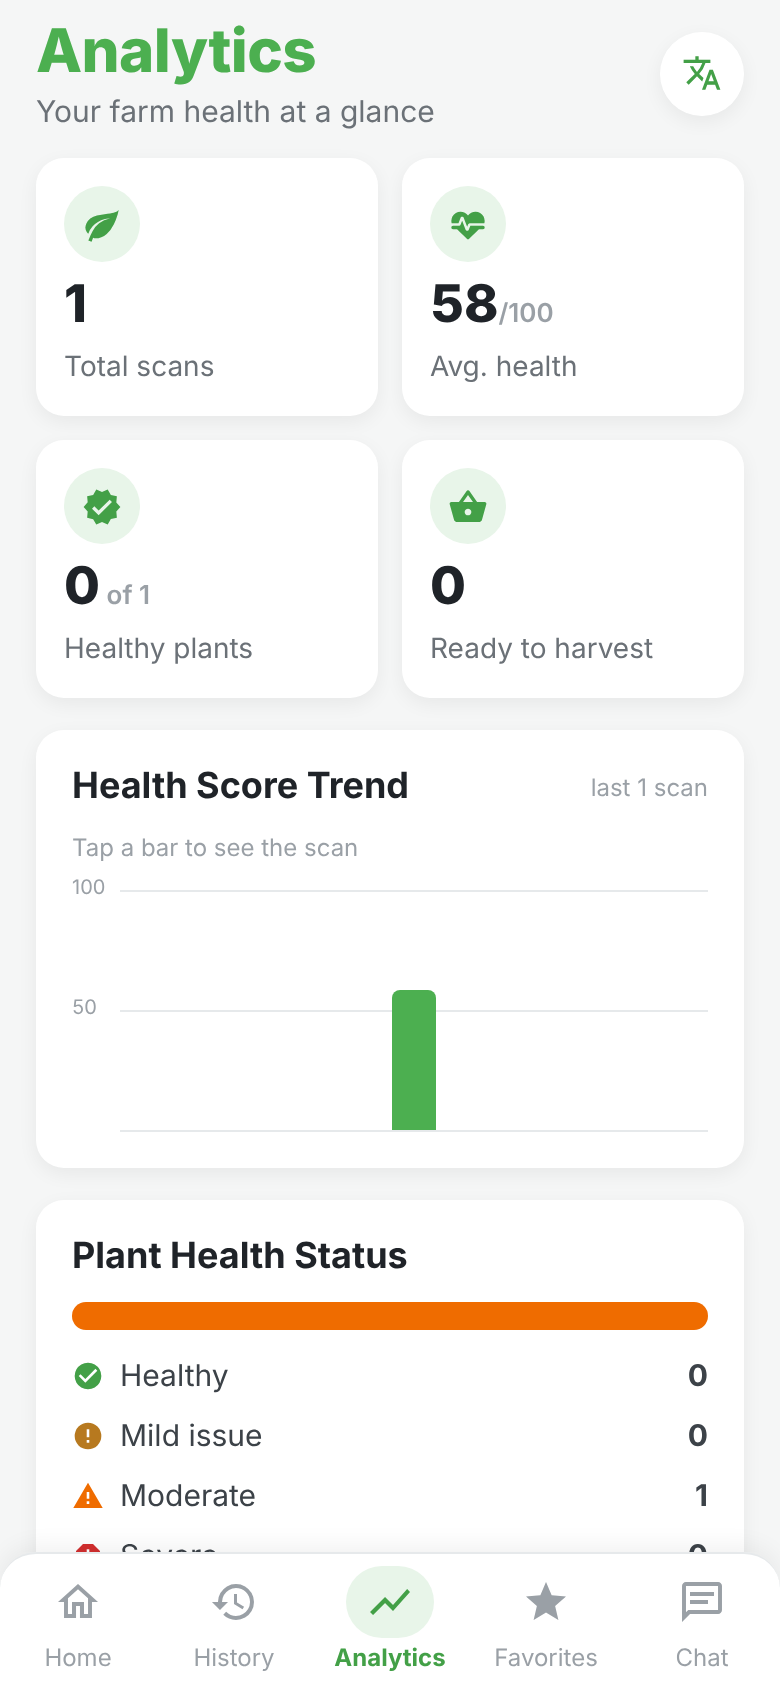 Analytics
Your farm health at a glance
1
Total scans
58/100
Avg. health
0 of 1
Healthy plants
0
Ready to harvest
Health Score Trend
last 1 scan
Tap a bar to see the scan
100
50
Plant Health Status
Healthy 0
Mild issue 0
Moderate 1
Severe 0
Home
History
Analytics
Favorites
Chat